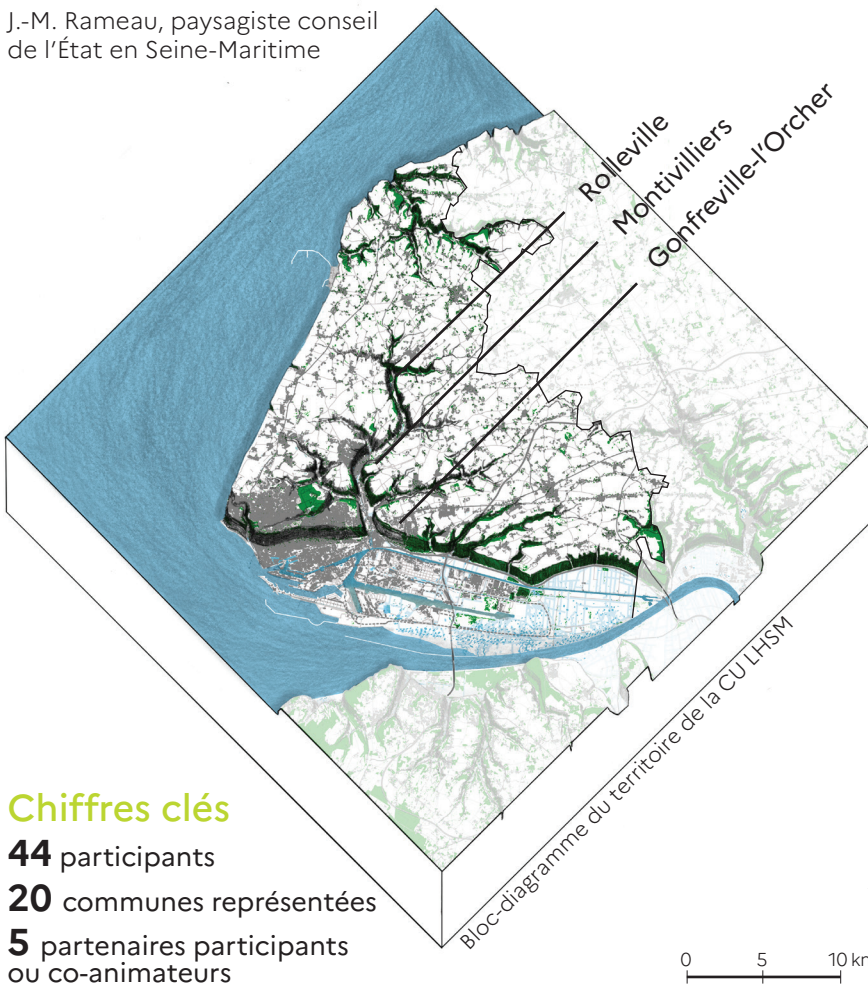 J.-M. Rameau, paysagiste conseil
de l'État en Seine-Maritime
Rolleville
Montivilliers
Gonfreville-l'Orcher
Chiffres clés
44 participants
20 communes représentées
5 partenaires participants
ou co-animateurs
Bloc-diagramme du territoire de la CU LHSM
0 5 10 km